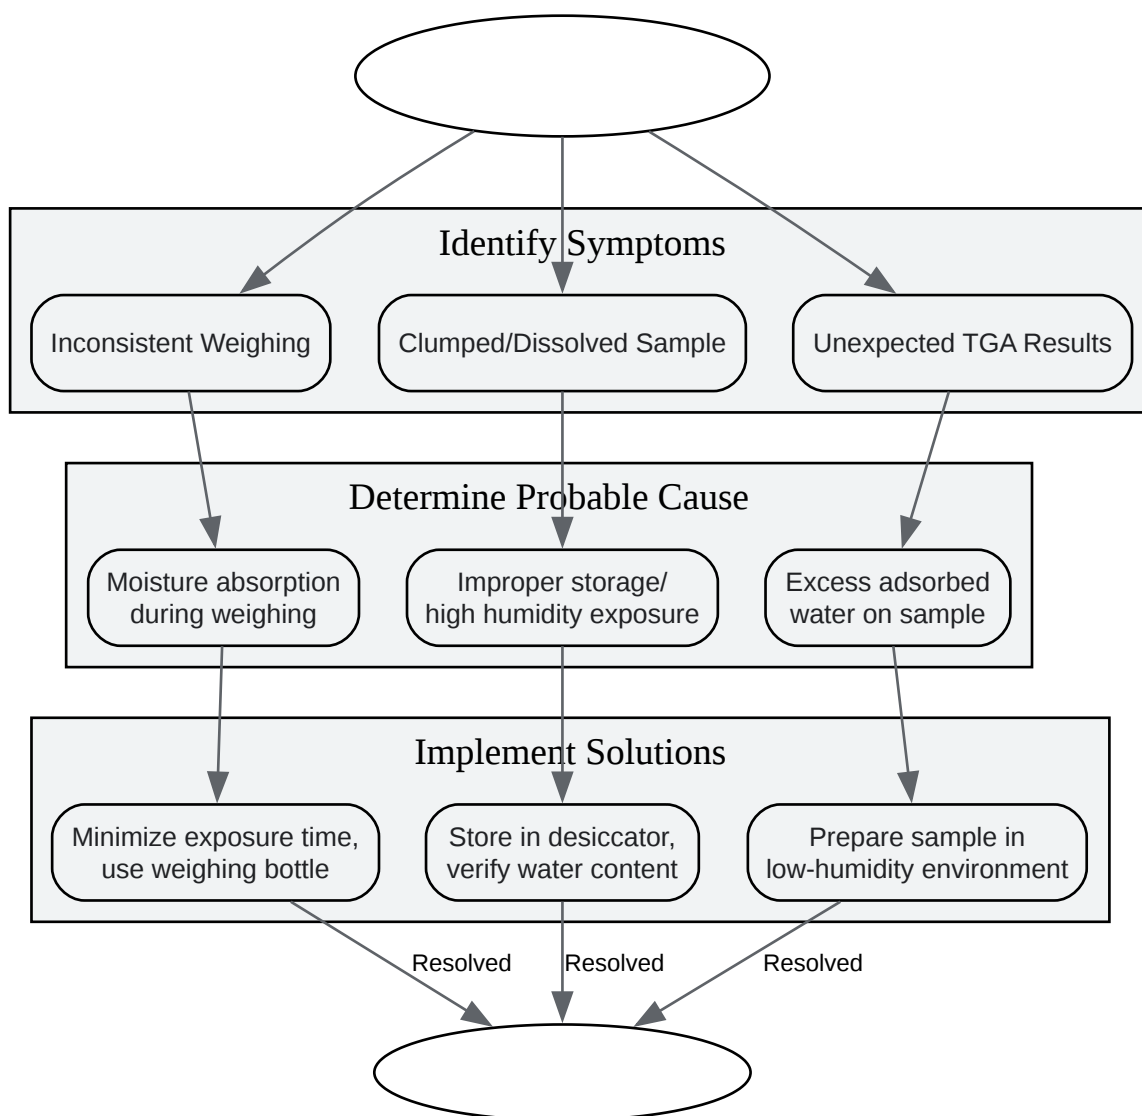 Identify Symptoms
Inconsistent Weighing
Clumped/Dissolved Sample
Unexpected TGA Results
Determine Probable Cause
Moisture absorption
during weighing
Improper storage/
high humidity exposure
Excess adsorbed
water on sample
Implement Solutions
Minimize exposure time,
use weighing bottle
Store in desiccator,
verify water content
Prepare sample in
low-humidity environment
Resolved
Resolved
Resolved